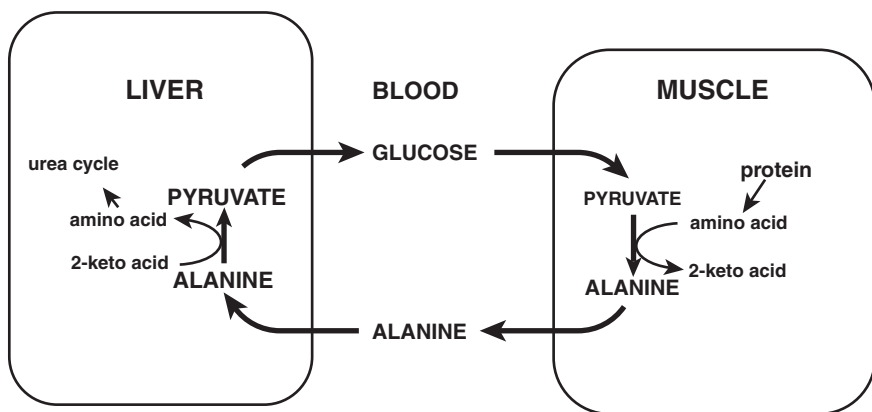 LIVER
BLOOD
MUSCLE
GLUCOSE
urea cycle
protein
PYRUVATE
PYRUVATE
amino acid
amino acid
2-keto acid
2-keto acid
ALANINE
ALANINE
ALANINE